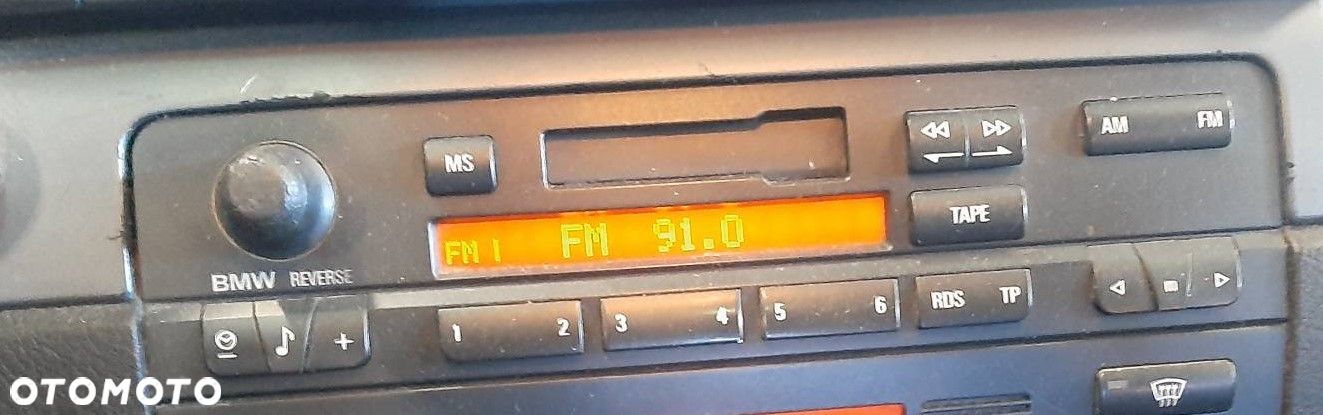 MS
AM FM
TAPE
FM 1 FM 91.0
BMW REVERSE
1 2 3 4 5 6 RDS TP
OTOMOTO